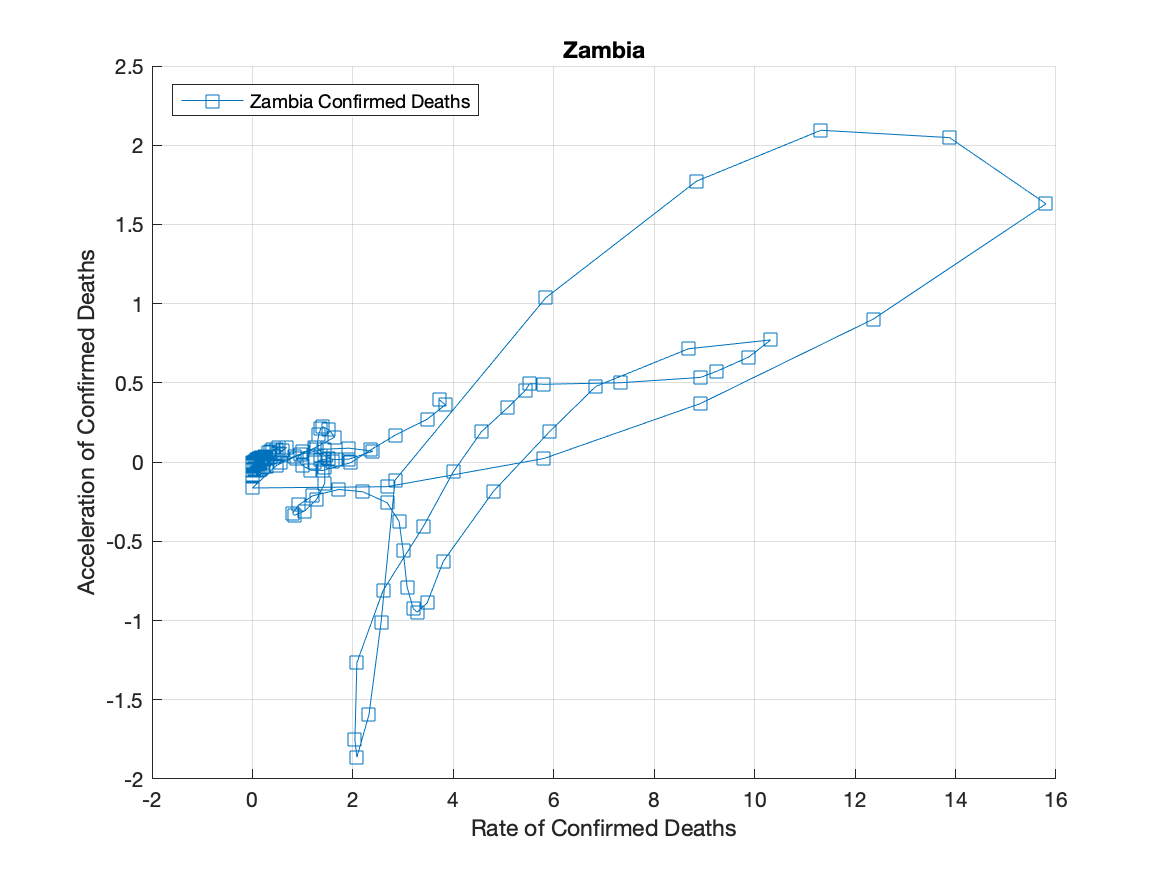 Zambia
Zambia Confirmed Deaths
2.5
2
1.5
1
0.5
0
-0.5
-1
-1.5
-2
Acceleration of Confirmed Deaths
-2 0 2 4 6 8 10 12 14 16
Rate of Confirmed Deaths